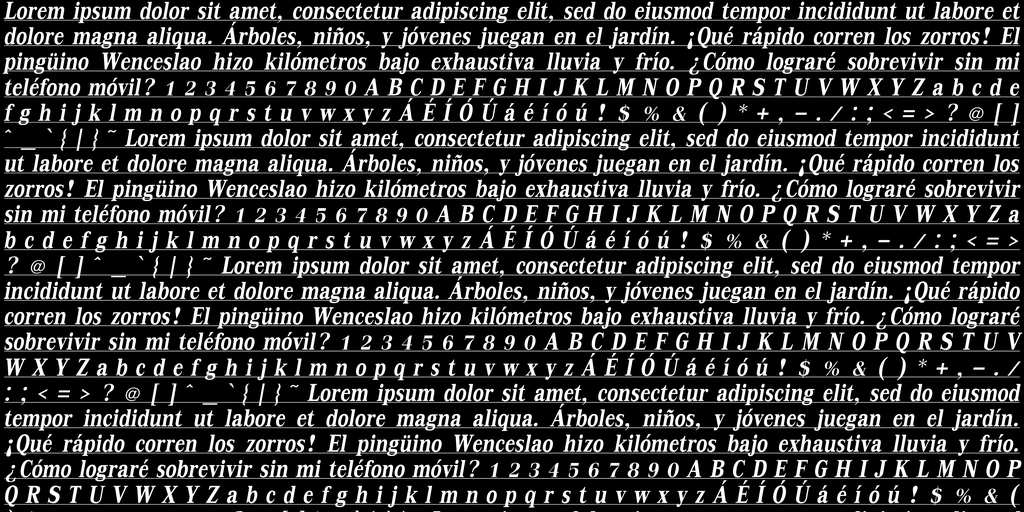 Lorem ipsum dolor sit amet, consectetur adipiscing elit, sed do eiusmod tempor incididunt ut labore et
dolore magna aliqua. Árboles, niños, y jóvenes juegan en el jardín. ¡Qué rápido corren los zorros! El
pingüino Wenceslao hizo kilómetros bajo exhaustiva lluvia y frío. ¿Cómo lograré sobrevivir sin mi
teléfono móvil? 1 2 3 4 5 6 7 8 9 0 A B C D E F G H I J K L M N O P Q R S T U V W X Y Z a b c d e
f g h i j k l m n o p q r s t u v w x y z Á É Í Ó Ú á é í ó ú ! $ % & ( ) * + , – . / : ; < = > ? @ [ ]
^ _ ` { | } ~ Lorem ipsum dolor sit amet, consectetur adipiscing elit, sed do eiusmod tempor incididunt
ut labore et dolore magna aliqua. Árboles, niños, y jóvenes juegan en el jardín. ¡Qué rápido corren los
zorros! El pingüino Wenceslao hizo kilómetros bajo exhaustiva lluvia y frío. ¿Cómo lograré sobrevivir
sin mi teléfono móvil? 1 2 3 4 5 6 7 8 9 0 A B C D E F G H I J K L M N O P Q R S T U V W X Y Z a
b c d e f g h i j k l m n o p q r s t u v w x y z Á É Í Ó Ú á é í ó ú ! $ % & ( ) * + , – . / : ; < = >
? @ [ ] ^ _ ` { | } ~ Lorem ipsum dolor sit amet, consectetur adipiscing elit, sed do eiusmod tempor
incididunt ut labore et dolore magna aliqua. Árboles, niños, y jóvenes juegan en el jardín. ¡Qué rápido
corren los zorros! El pingüino Wenceslao hizo kilómetros bajo exhaustiva lluvia y frío. ¿Cómo lograré
sobrevivir sin mi teléfono móvil? 1 2 3 4 5 6 7 8 9 0 A B C D E F G H I J K L M N O P Q R S T U V
W X Y Z a b c d e f g h i j k l m n o p q r s t u v w x y z Á É Í Ó Ú á é í ó ú ! $ % & ( ) * + , – . /
: ; < = > ? @ [ ] ^ _ ` { | } ~ Lorem ipsum dolor sit amet, consectetur adipiscing elit, sed do eiusmod
tempor incididunt ut labore et dolore magna aliqua. Árboles, niños, y jóvenes juegan en el jardín.
¡Qué rápido corren los zorros! El pingüino Wenceslao hizo kilómetros bajo exhaustiva lluvia y frío.
¿Cómo lograré sobrevivir sin mi teléfono móvil? 1 2 3 4 5 6 7 8 9 0 A B C D E F G H I J K L M N O P
Q R S T U V W X Y Z a b c d e f g h i j k l m n o p q r s t u v w x y z Á É Í Ó Ú á é í ó ú ! $ % & (